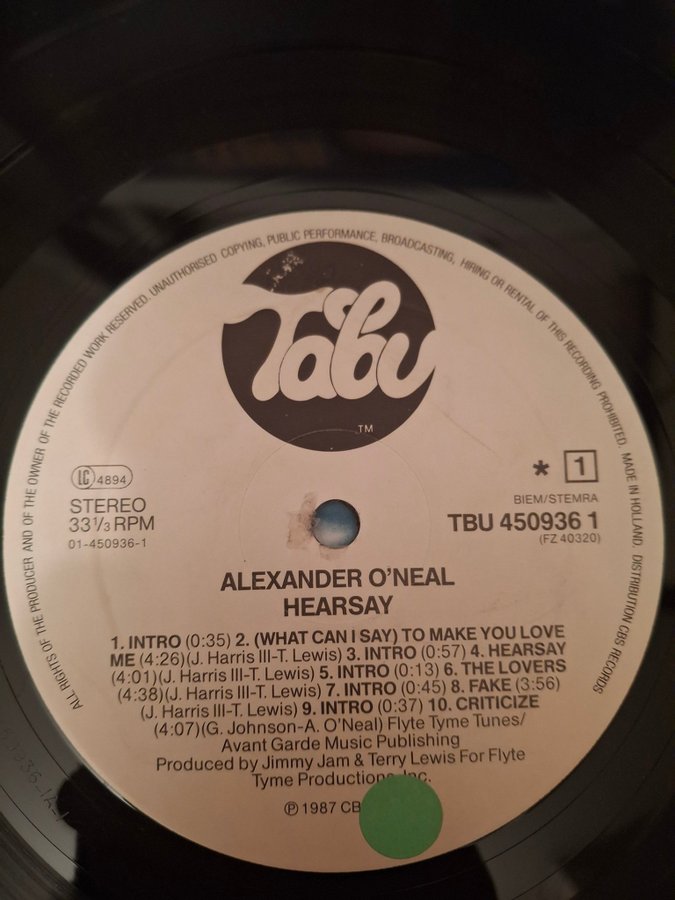 ALL RIGHTS OF THE PRODUCER AND OF THE OWNER OF THE RECORDED WORK RESERVED. UNAUTHORISED COPYING, PUBLIC PERFORMANCE, BROADCASTING, HIRING OR RENTAL OF THIS RECORDING PROHIBITED. MADE IN HOLLAND. DISTRIBUTION CBS RECORDS
Tabu
TM
LC 4894
* 1
STEREO
BIEM/STEMRA
33 1/3 RPM
TBU 450936 1
01-450936-1
(FZ 40320)
ALEXANDER O'NEAL
HEARSAY
1. INTRO (0:35) 2. (WHAT CAN I SAY) TO MAKE YOU LOVE
ME (4:26)(J. Harris III-T. Lewis) 3. INTRO (0:57) 4. HEARSAY
(4:01)(J. Harris III-T. Lewis) 5. INTRO (0:13) 6. THE LOVERS
(4:38)(J. Harris III-T. Lewis) 7. INTRO (0:45) 8. FAKE (3:56)
(J. Harris III-T. Lewis) 9. INTRO (0:37) 10. CRITICIZE
(4:07)(G. Johnson-A. O'Neal) Flyte Tyme Tunes/
Avant Garde Music Publishing
Produced by Jimmy Jam & Terry Lewis For Flyte
Tyme Productions Inc.
℗ 1987 CB